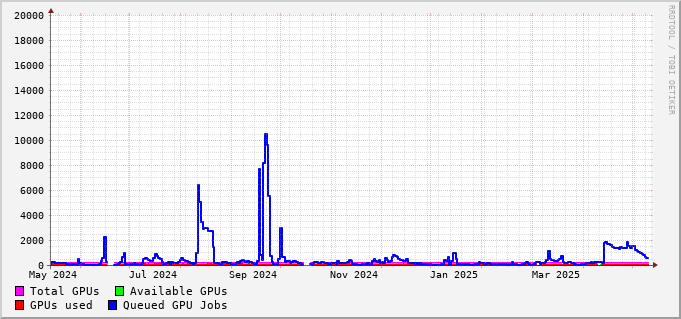 20000
18000
16000
14000
12000
10000
8000
6000
4000
2000
0
May 2024 Jul 2024 Sep 2024 Nov 2024 Jan 2025 Mar 2025
Total GPUs Available GPUs
GPUs used Queued GPU Jobs
RRDTOOL / TOBI OETIKER